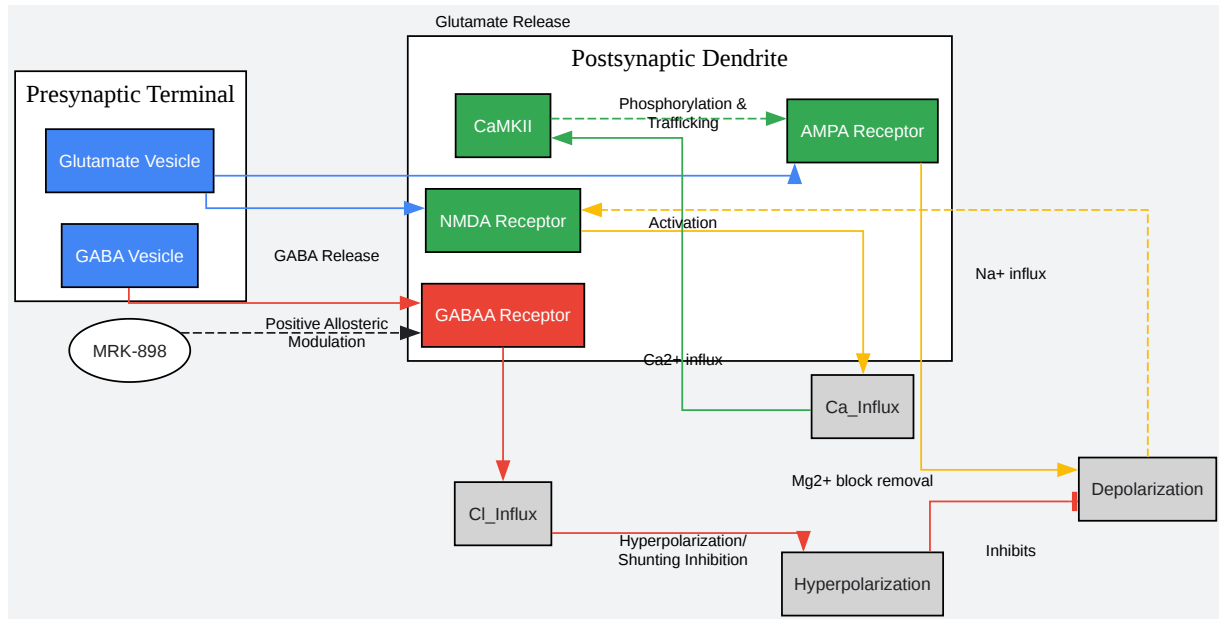 Glutamate Release
Postsynaptic Dendrite
Presynaptic Terminal
Phosphorylation &
Trafficking
CaMKII
AMPA Receptor
Glutamate Vesicle
NMDA Receptor
Activation
GABA Vesicle
GABA Release
Na+ influx
GABAA Receptor
Positive Allosteric
Modulation
MRK-898
Ca2+ influx
Ca_Influx
Mg2+ block removal
Depolarization
Cl_Influx
Hyperpolarization/
Shunting Inhibition
Inhibits
Hyperpolarization